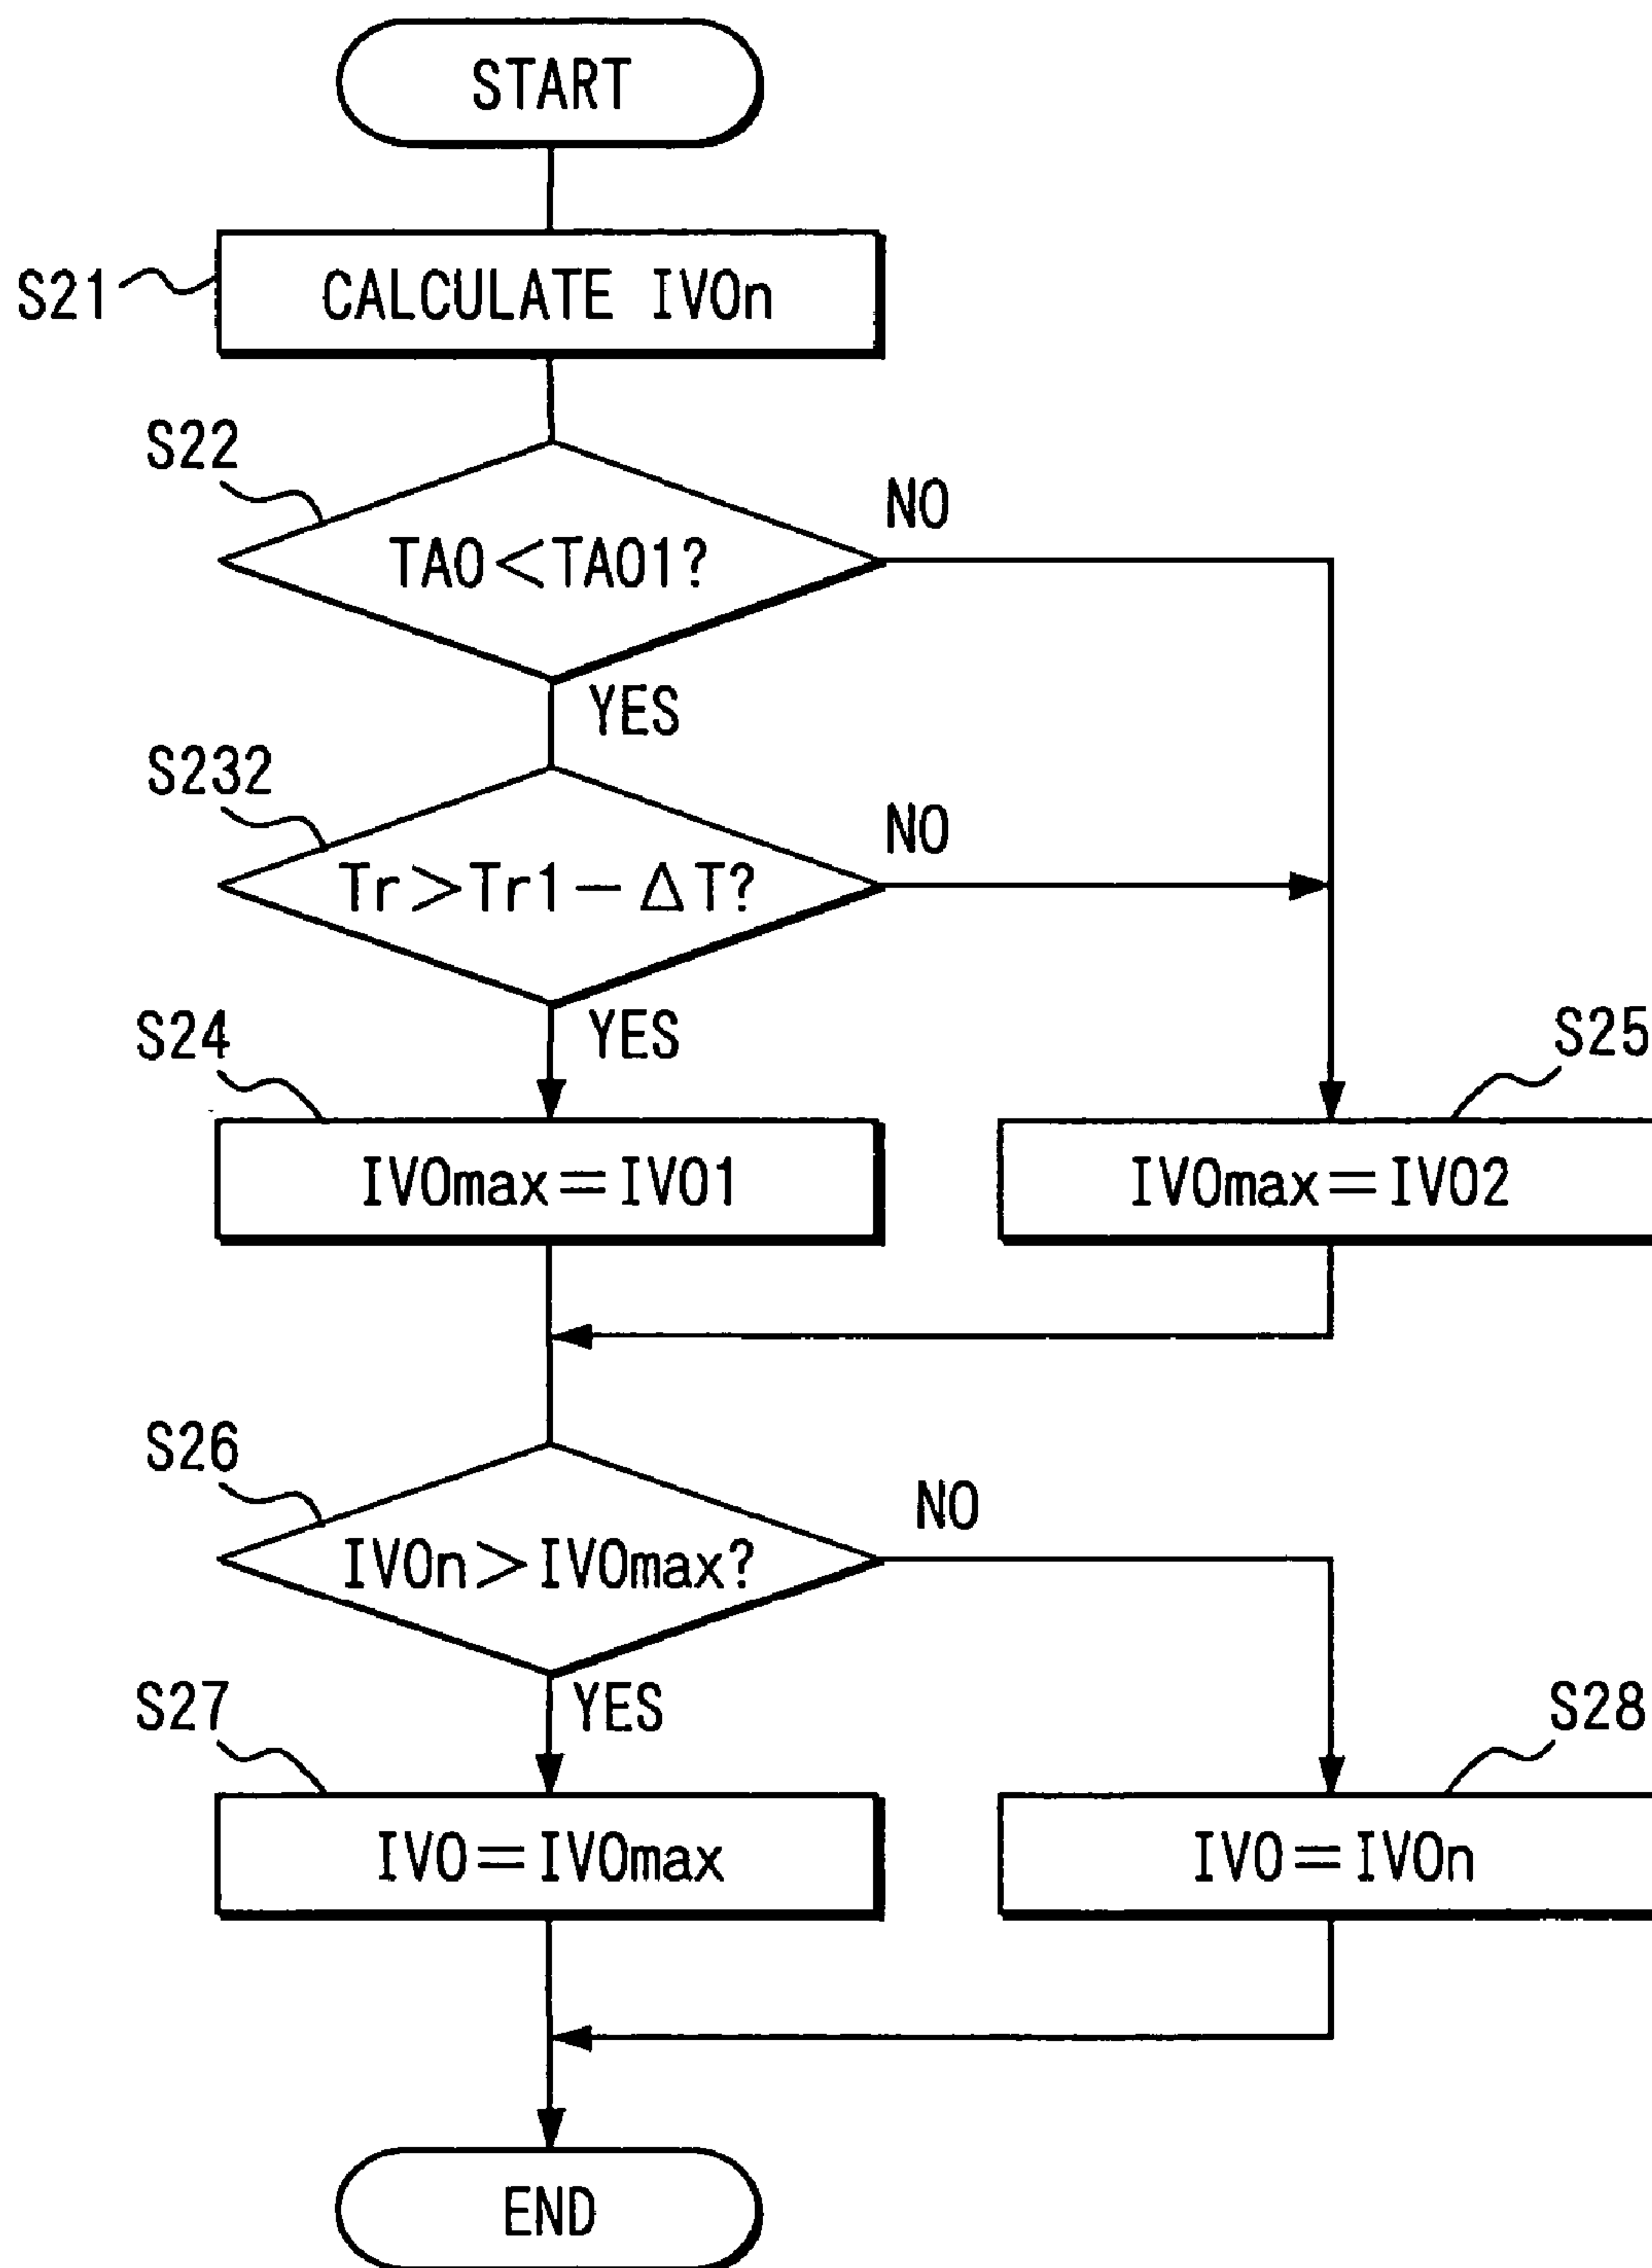 START
S21
CALCULATE IVOn
S22
TAO<TAO1?
NO
YES
S232
Tr>Tr1-ΔT?
NO
YES
S24
IVOmax=IVO1
S25
IVOmax=IVO2
S26
IVOn>IVOmax?
NO
YES
S27
IVO=IVOmax
S28
IVO=IVOn
END